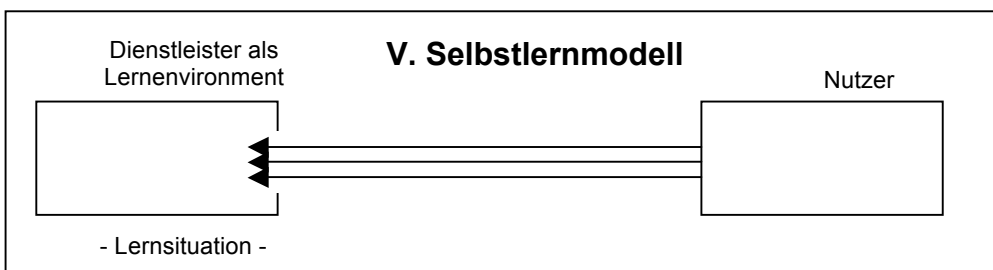 V. Selbstlernmodell
Dienstleister als
Lernenvironment
Nutzer
- Lernsituation -